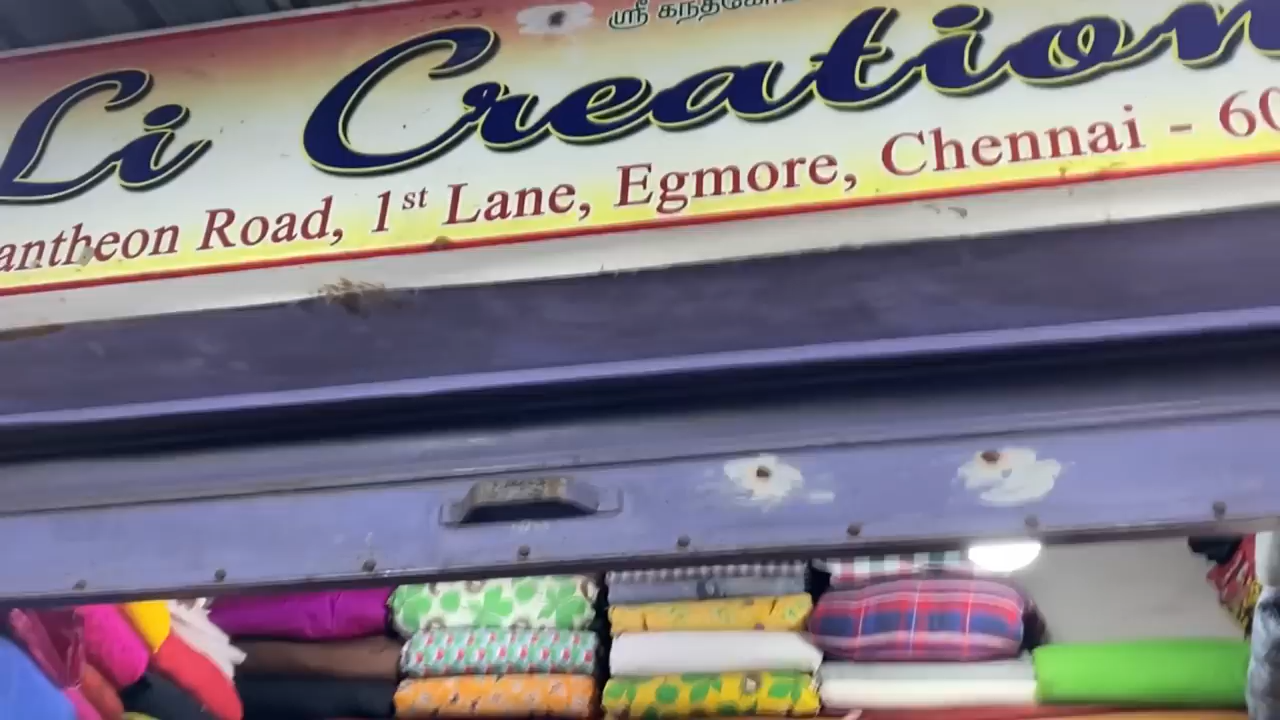 ஸ்ரீ
Li Creation
antheon Road, 1st Lane, Egmore, Chennai - 60